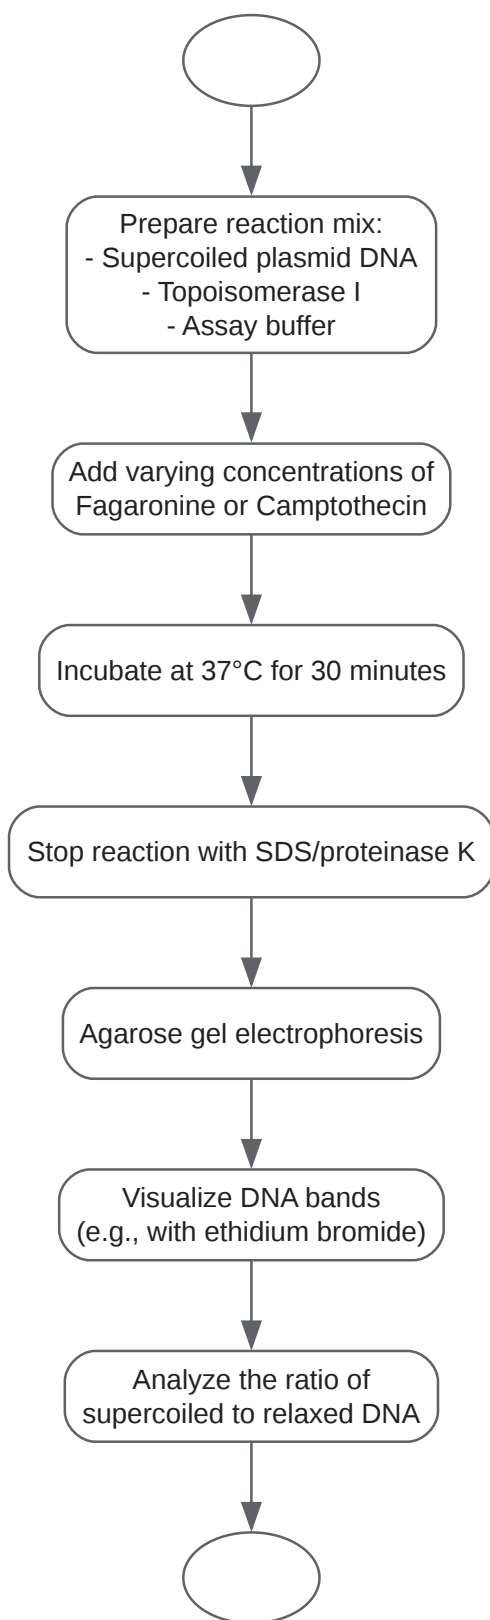 Prepare reaction mix:
- Supercoiled plasmid DNA
- Topoisomerase I
- Assay buffer
Add varying concentrations of
Fagaronine or Camptothecin
Incubate at 37°C for 30 minutes
Stop reaction with SDS/proteinase K
Agarose gel electrophoresis
Visualize DNA bands
(e.g., with ethidium bromide)
Analyze the ratio of
supercoiled to relaxed DNA